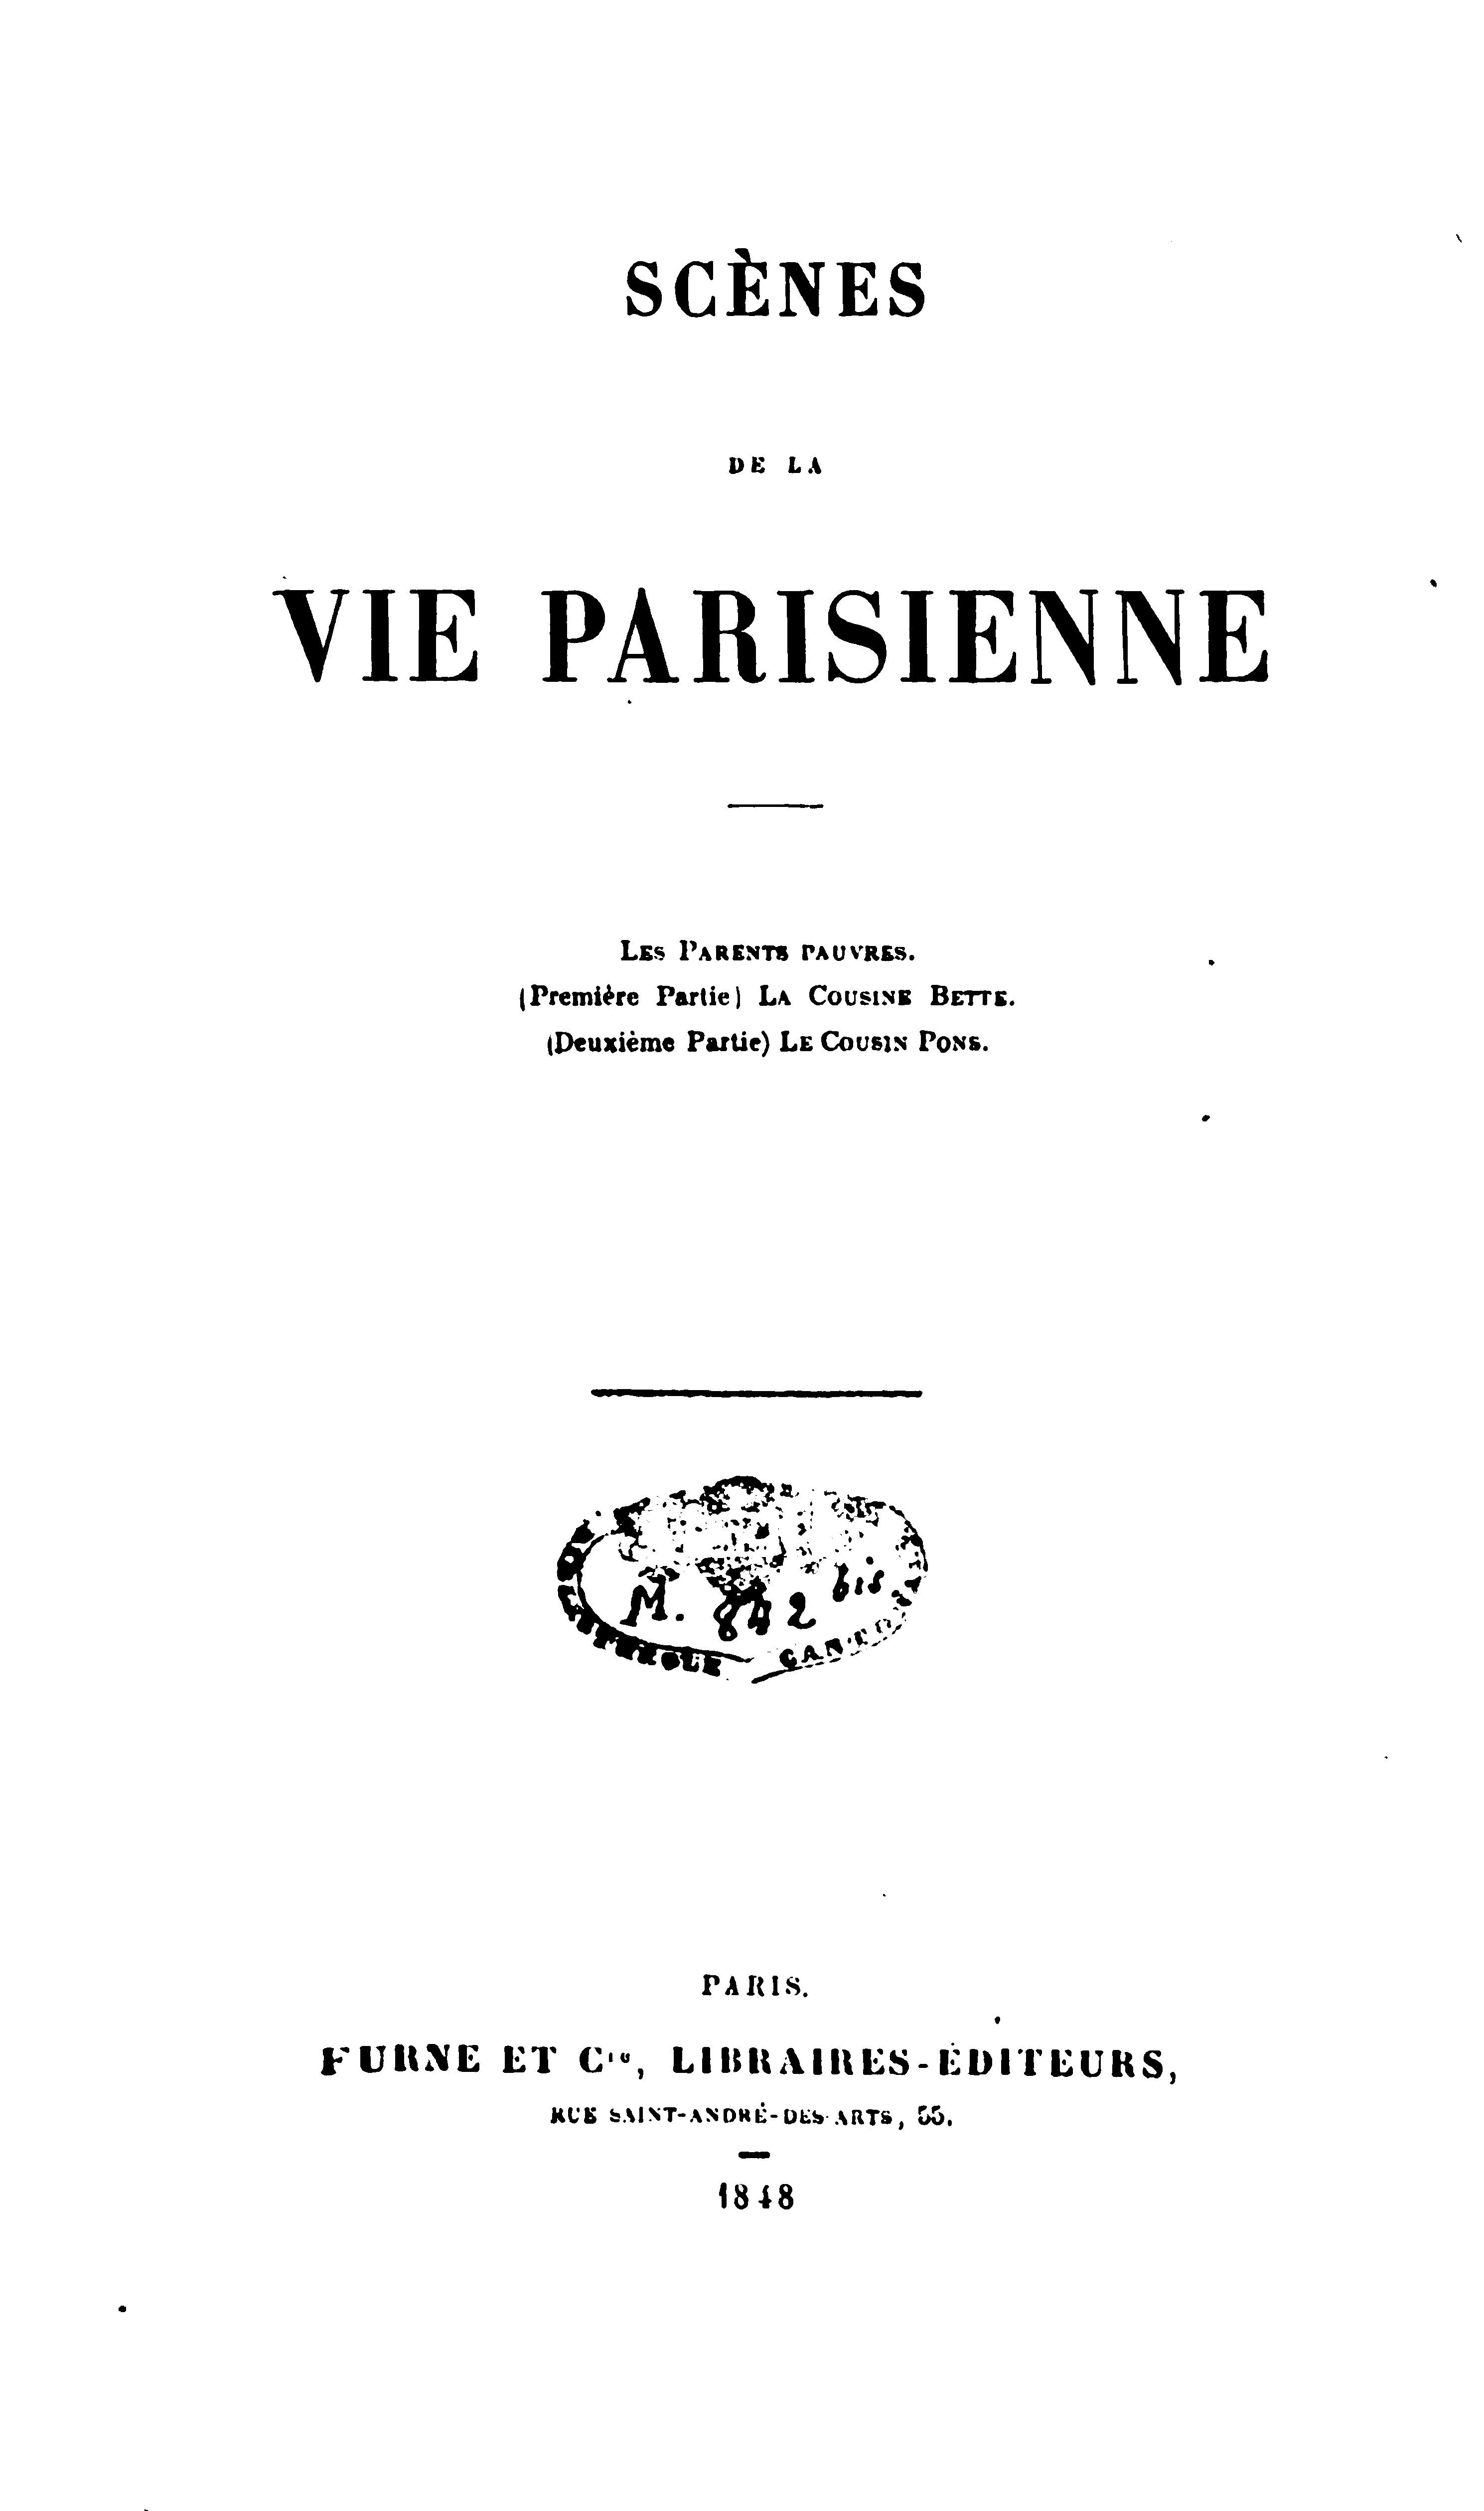 SCÈNES
DE LA
VIE PARISIENNE
LES PARENTS PAUVRES.
(Première Partie) LA COUSINE BETTE.
(Deuxième Partie) LE COUSIN PONS.
M. 842 bis
PARIS.
FURNE ET Cie, LIBRAIRES-ÉDITEURS,
RUE SAINT-ANDRÉ-DES-ARTS, 55.
1848